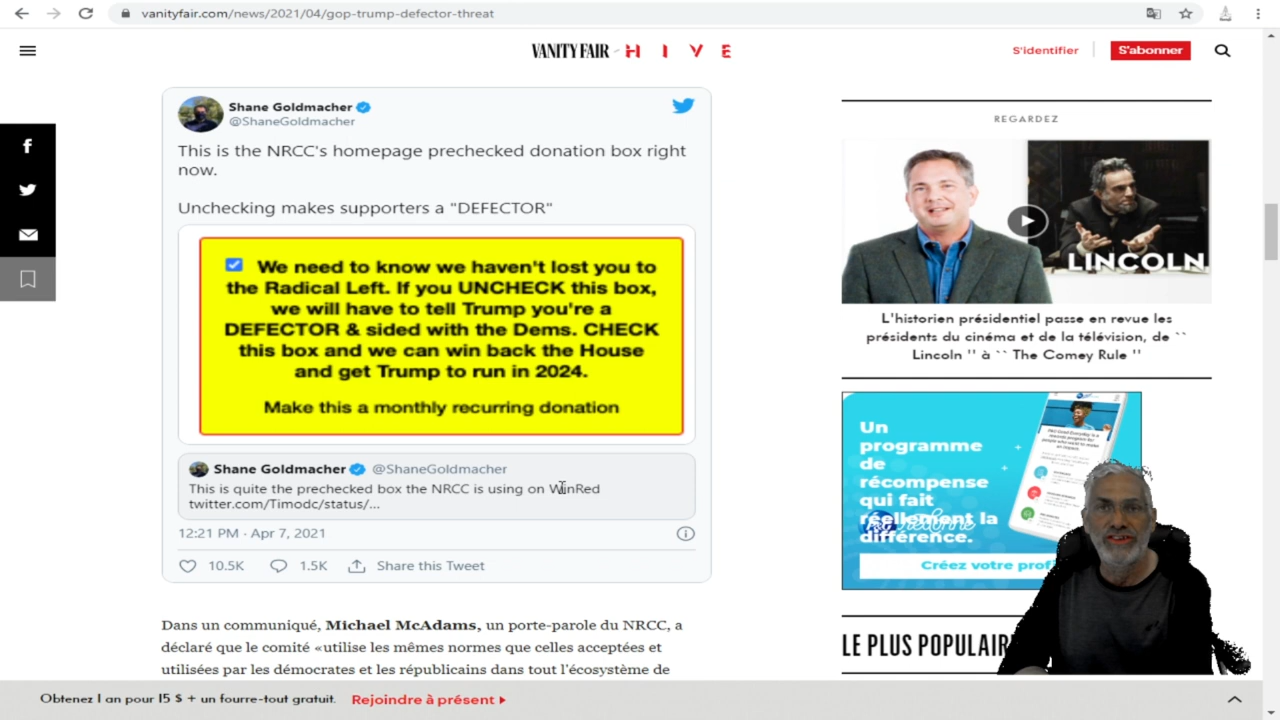 vanityfair.com/news/2021/04/gop-trump-defector-threat
VANITY FAIR HIVE
S'identifier
S'abonner
Shane Goldmacher
@ShaneGoldmacher
This is the NRCC's homepage prechecked donation box right
now.
Unchecking makes supporters a "DEFECTOR"
We need to know we haven't lost you to
the Radical Left. If you UNCHECK this box,
we will have to tell Trump you're a
DEFECTOR & sided with the Dems. CHECK
this box and we can win back the House
and get Trump to run in 2024.
Make this a monthly recurring donation
Shane Goldmacher @ShaneGoldmacher
This is quite the prechecked box the NRCC is using on WinRed
twitter.com/Timodc/status/...
12:21 PM · Apr 7, 2021
10.5K 1.5K Share this Tweet
Dans un communiqué, Michael McAdams, un porte-parole du NRCC, a
déclaré que le comité «utilise les mêmes normes que celles acceptées et
utilisées par les démocrates et les républicains dans tout l'écosystème de
REGARDEZ
LINCOLN
L'historien présidentiel passe en revue les
présidents du cinéma et de la télévision, de ``
Lincoln '' à `` The Comey Rule ''
Un
programme
de
récompense
qui fait
réellement la
différence.
Créez votre profi
LE PLUS POPULAIR
Obtenez 1 an pour 15 $ + un fourre-tout gratuit. Rejoindre à présent